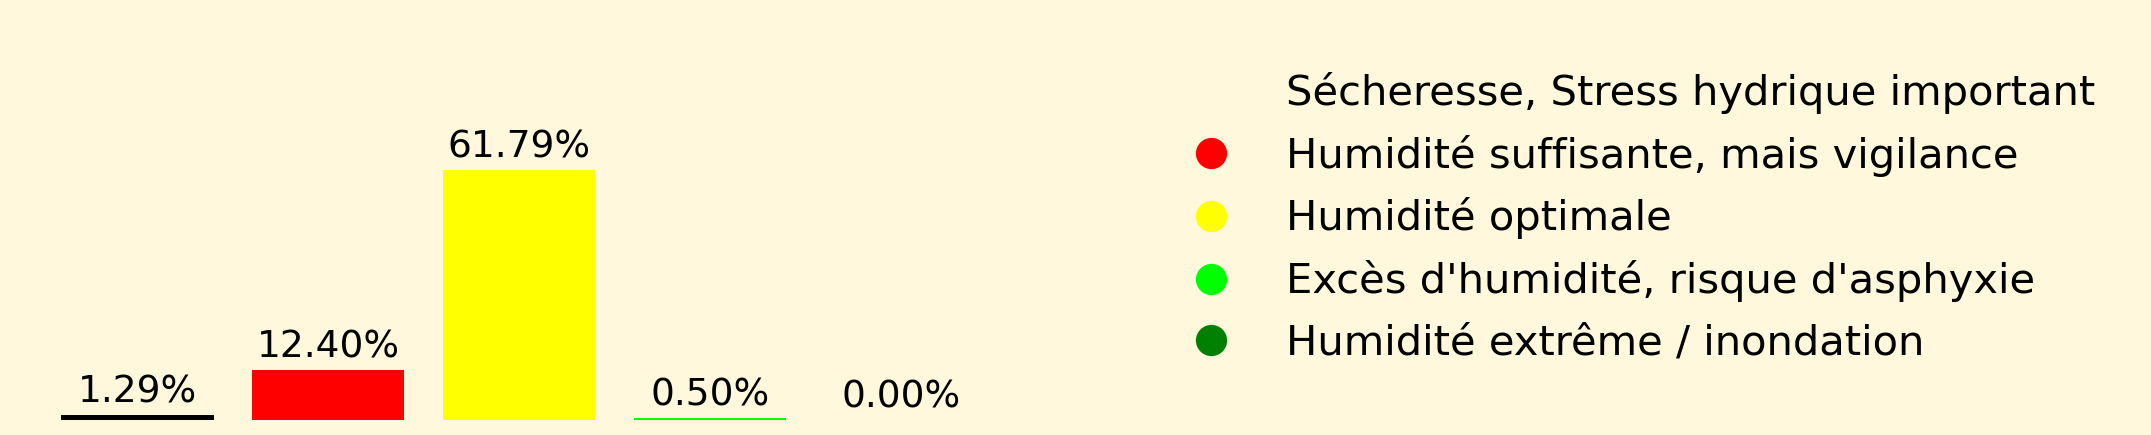 61.79%
12.40%
1.29%
0.50%
0.00%
Sécheresse, Stress hydrique important
Humidité suffisante, mais vigilance
Humidité optimale
Excès d'humidité, risque d'asphyxie
Humidité extrême / inondation